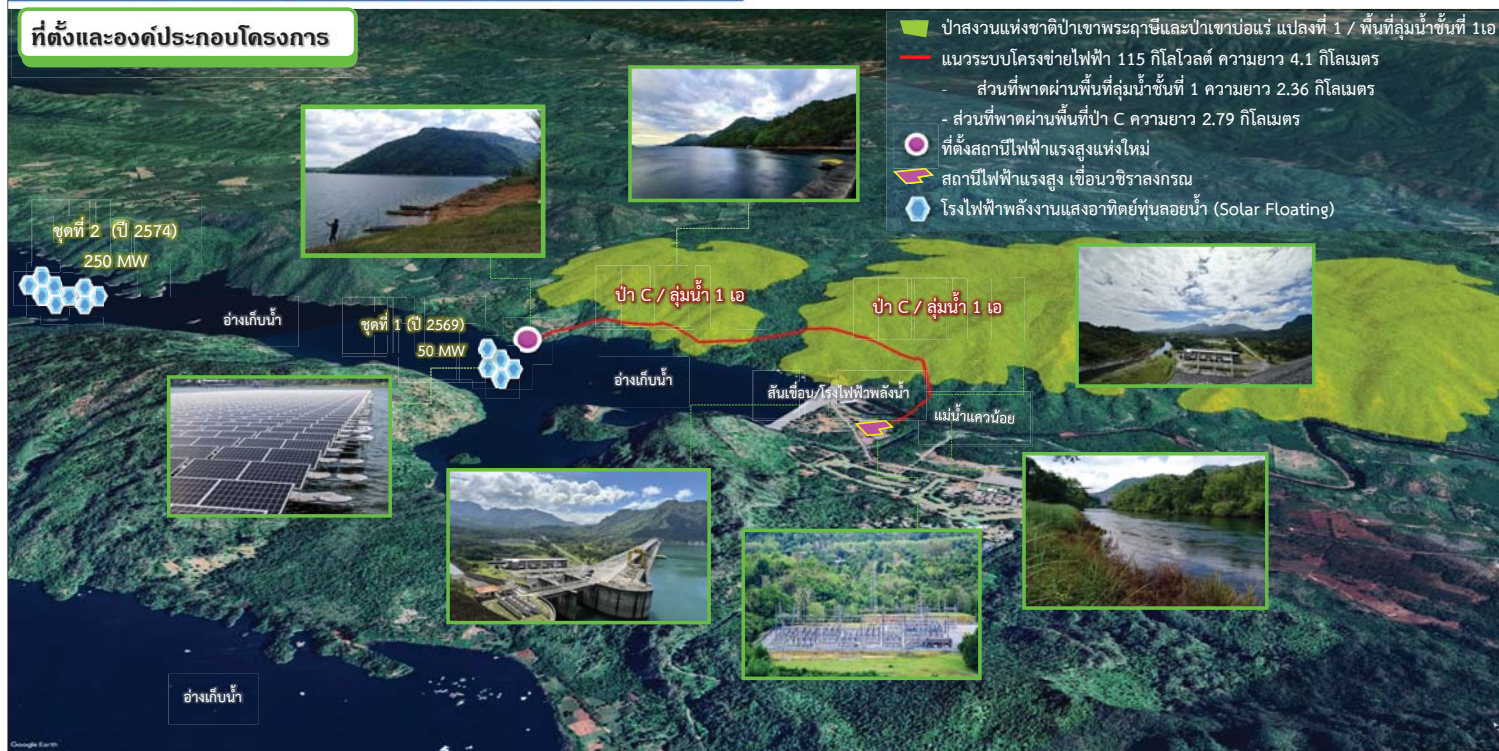 ที่ตั้งและองค์ประกอบโครงการ
ป่าสงวนแห่งชาติป่าเขาพระฤาษีและป่าเขาบ่อแร่ แปลงที่ 1 / พื้นที่ลุ่มน้ำชั้นที่ 1เอ
แนวระบบโครงข่ายไฟฟ้า 115 กิโลโวลต์ ความยาว 4.1 กิโลเมตร
- ส่วนที่พาดผ่านพื้นที่ลุ่มน้ำชั้นที่ 1 ความยาว 2.36 กิโลเมตร
- ส่วนที่พาดผ่านพื้นที่ป่า C ความยาว 2.79 กิโลเมตร
ที่ตั้งสถานีไฟฟ้าแรงสูงแห่งใหม่
สถานีไฟฟ้าแรงสูง เขื่อนวชิราลงกรณ
โรงไฟฟ้าพลังงานแสงอาทิตย์ทุ่นลอยน้ำ (Solar Floating)
ชุดที่ 2 (ปี 2574)
250 MW
อ่างเก็บน้ำ
ชุดที่ 1 (ปี 2569)
50 MW
ป่า C / ลุ่มน้ำ 1 เอ
ป่า C / ลุ่มน้ำ 1 เอ
อ่างเก็บน้ำ
สันเขื่อน/โรงไฟฟ้าพลังน้ำ
แม่น้ำแควน้อย
อ่างเก็บน้ำ
Google Earth